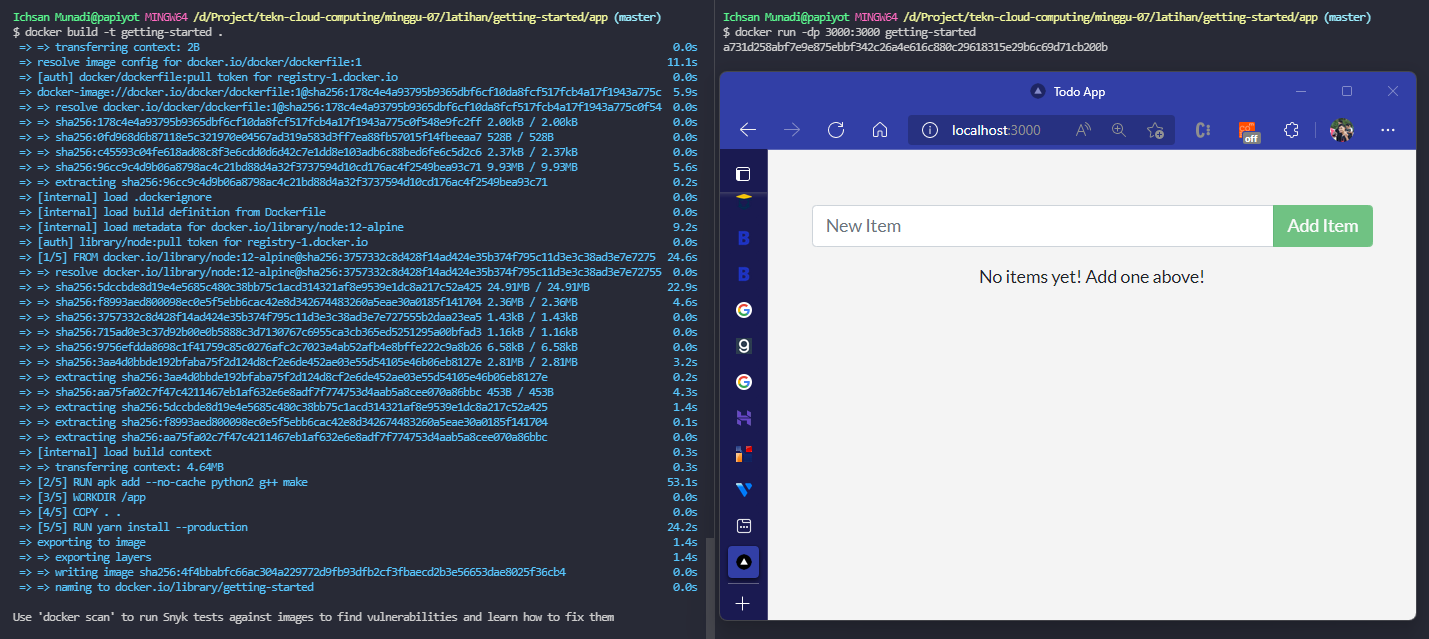 Ichsan Munadi@papiyot MINGW64 /d/Project/tekn-cloud-computing/minggu-07/latihan/getting-started/app (master)
$ docker build -t getting-started .
=> => transferring context: 2B 0.0s
=> resolve image config for docker.io/docker/dockerfile:1 11.1s
=> [auth] docker/dockerfile:pull token for registry-1.docker.io 0.0s
=> docker-image://docker.io/docker/dockerfile:1@sha256:178c4e4a93795b9365dbf6cf10da8fcf517fcb4a17f1943a775c 5.9s
=> => resolve docker.io/docker/dockerfile:1@sha256:178c4e4a93795b9365dbf6cf10da8fcf517fcb4a17f1943a775c0f54 0.0s
=> => sha256:178c4e4a93795b9365dbf6cf10da8fcf517fcb4a17f1943a775c0f548e9fc2ff 2.00kB / 2.00kB 0.0s
=> => sha256:0fd968d6b87118e5c321970e04567ad319a583d3ff7ea88fb57015f14fbeeaa7 528B / 528B 0.0s
=> => sha256:c45593c04fe618ad08c8f3e6cdd0d6d42c7e1dd8e103adb6c88bed6fe6c5d2c6 2.37kB / 2.37kB 0.0s
=> => sha256:96cc9c4d9b06a8798ac4c21bd88d4a32f3737594d10cd176ac4f2549bea93c71 9.93MB / 9.93MB 5.6s
=> => extracting sha256:96cc9c4d9b06a8798ac4c21bd88d4a32f3737594d10cd176ac4f2549bea93c71 0.2s
=> [internal] load .dockerignore 0.0s
=> [internal] load build definition from Dockerfile 0.0s
=> [internal] load metadata for docker.io/library/node:12-alpine 9.2s
=> [auth] library/node:pull token for registry-1.docker.io 0.0s
=> [1/5] FROM docker.io/library/node:12-alpine@sha256:3757332c8d428f14ad424e35b374f795c11d3e3c38ad3e7e7275 24.6s
=> => resolve docker.io/library/node:12-alpine@sha256:3757332c8d428f14ad424e35b374f795c11d3e3c38ad3e7e72755 0.0s
=> => sha256:5dccbde8d19e4e5685c480c38bb75c1acd314321af8e9539e1dc8a217c52a425 24.91MB / 24.91MB 22.9s
=> => sha256:f8993aed800098ec0e5f5ebb6cac42e8d342674483260a5eae30a0185f141704 2.36MB / 2.36MB 4.6s
=> => sha256:3757332c8d428f14ad424e35b374f795c11d3e3c38ad3e7e727555b2daa23ea5 1.43kB / 1.43kB 0.0s
=> => sha256:715ad0e3c37d92b00e0b5888c3d7130767c6955ca3cb365ed5251295a00bfad3 1.16kB / 1.16kB 0.0s
=> => sha256:9756efdda8698c1f41759c85c0276afc2c7023a4ab52afb4e8bffe222c9a8b26 6.58kB / 6.58kB 0.0s
=> => sha256:3aa4d0bbde192bfaba75f2d124d8cf2e6de452ae03e55d54105e46b06eb8127e 2.81MB / 2.81MB 3.2s
=> => extracting sha256:3aa4d0bbde192bfaba75f2d124d8cf2e6de452ae03e55d54105e46b06eb8127e 0.2s
=> => sha256:aa75fa02c7f47c4211467eb1af632e6e8adf7f774753d4aab5a8cee070a86bbc 453B / 453B 4.3s
=> => extracting sha256:5dccbde8d19e4e5685c480c38bb75c1acd314321af8e9539e1dc8a217c52a425 1.4s
=> => extracting sha256:f8993aed800098ec0e5f5ebb6cac42e8d342674483260a5eae30a0185f141704 0.1s
=> => extracting sha256:aa75fa02c7f47c4211467eb1af632e6e8adf7f774753d4aab5a8cee070a86bbc 0.0s
=> [internal] load build context 0.3s
=> => transferring context: 4.64MB 0.3s
=> [2/5] RUN apk add --no-cache python2 g++ make 53.1s
=> [3/5] WORKDIR /app 0.0s
=> [4/5] COPY . . 0.0s
=> [5/5] RUN yarn install --production 24.2s
=> exporting to image 1.4s
=> => exporting layers 1.4s
=> => writing image sha256:4f4bbabfc66ac304a229772d9fb93dfb2cf3fbaecd2b3e56653dae8025f36cb4 0.0s
=> => naming to docker.io/library/getting-started 0.0s
Use 'docker scan' to run Snyk tests against images to find vulnerabilities and learn how to fix them
Ichsan Munadi@papiyot MINGW64 /d/Project/tekn-cloud-computing/minggu-07/latihan/getting-started/app (master)
$ docker run -dp 3000:3000 getting-started
a731d258abf7e9e875ebbf342c26a4e616c880c29618315e29b6c69d71cb200b
Todo App
localhost:3000
off
New Item
Add Item
No items yet! Add one above!